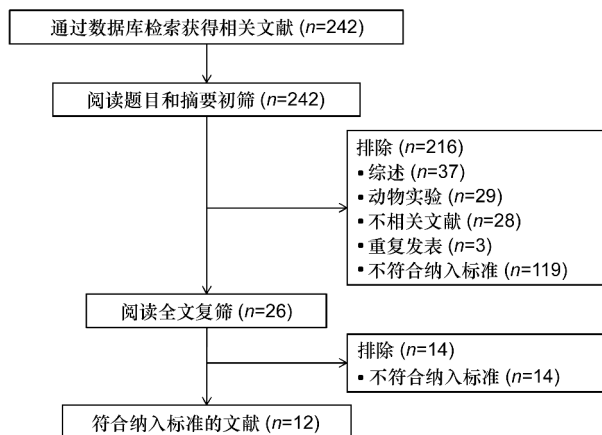 通过数据库检索获得相关文献 (n=242)
阅读题目和摘要初筛 (n=242)
排除 (n=216)
▪ 综述 (n=37)
▪ 动物实验 (n=29)
▪ 不相关文献 (n=28)
▪ 重复发表 (n=3)
▪ 不符合纳入标准 (n=119)
阅读全文复筛 (n=26)
排除 (n=14)
▪ 不符合纳入标准 (n=14)
符合纳入标准的文献 (n=12)